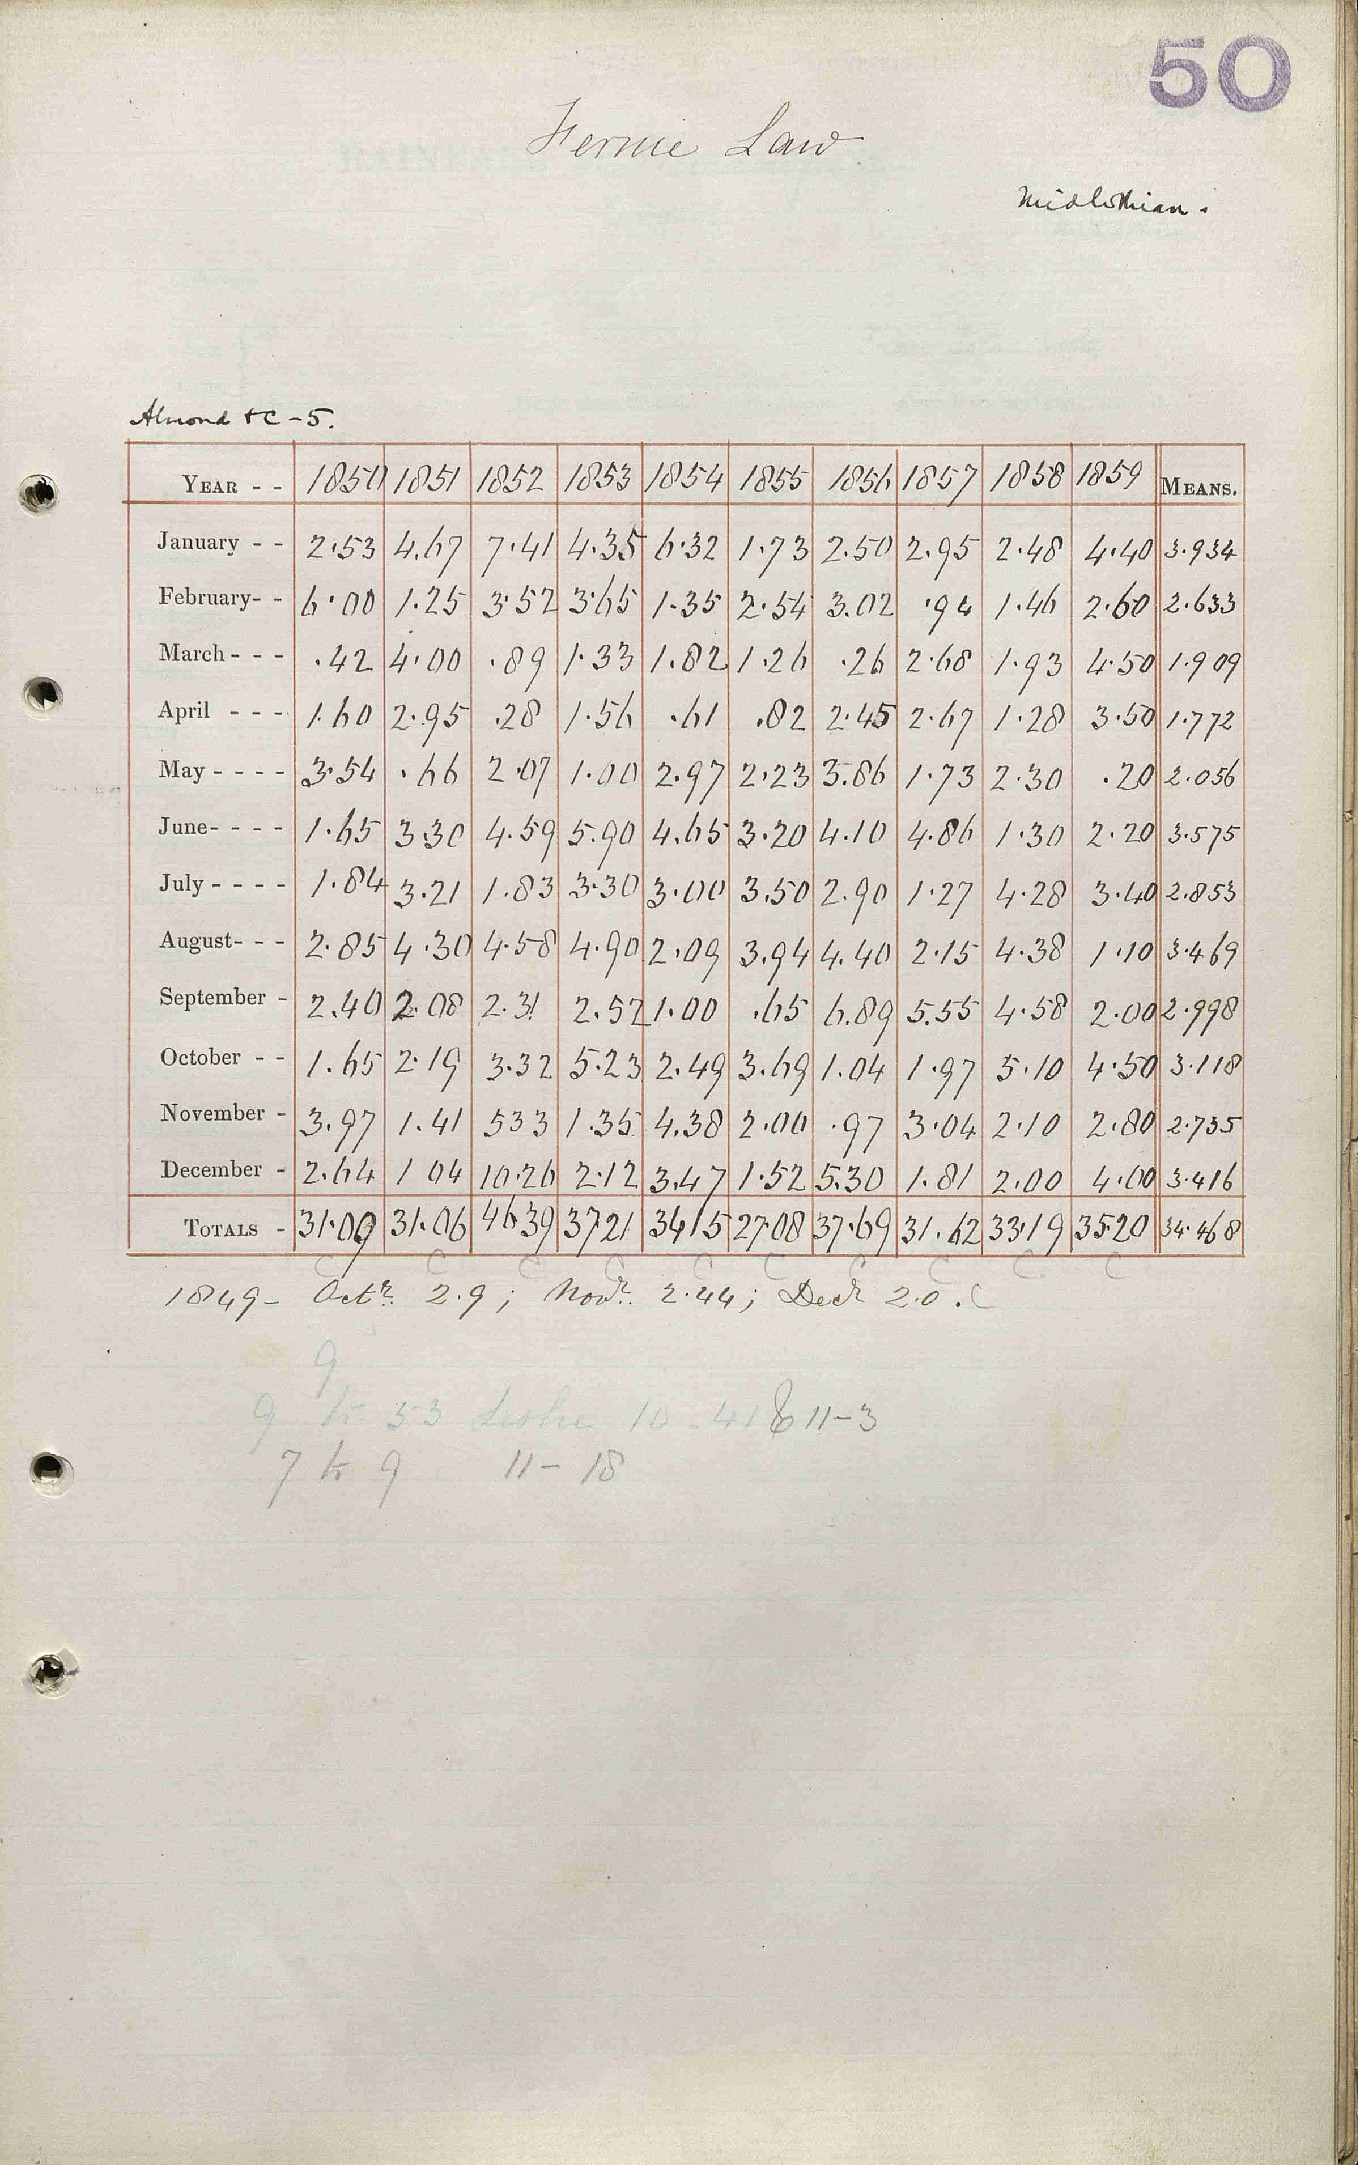 50
Fernie Law
Midlothian.
Almond & C - 5.
YEAR - - 1850 1851 1852 1853 1854 1855 1856 1857 1858 1859 MEANS.
January - - 2.53 4.67 7.41 4.35 6.32 1.73 2.50 2.95 2.48 4.40 3.934
February- - 6.00 1.25 3.52 3.65 1.35 2.54 3.02 .94 1.46 2.60 2.633
March - - - .42 4.00 .89 1.33 1.82 1.26 .26 2.68 1.93 4.50 1.909
April - - - 1.60 2.95 .28 1.56 .61 .82 2.45 2.67 1.28 3.50 1.772
May - - - - 3.54 .66 2.07 1.00 2.97 2.23 3.86 1.73 2.30 .20 2.056
June- - - - 1.65 3.30 4.59 5.90 4.65 3.20 4.10 4.86 1.30 2.20 3.575
July - - - - 1.84 3.21 1.83 3.30 3.00 3.50 2.90 1.27 4.28 3.40 2.853
August- - - 2.85 4.30 4.58 4.90 2.09 3.94 4.40 2.15 4.38 1.10 3.469
September - 2.40 2.08 2.31 2.52 1.00 .65 6.89 5.55 4.58 2.00 2.998
October - - 1.65 2.19 3.32 5.23 2.49 3.69 1.04 1.97 5.10 4.50 3.118
November - 3.97 1.41 533 1.35 4.38 2.00 .97 3.04 2.10 2.80 2.735
December - 2.64 1 04 10.26 2.12 3.47 1.52 5.30 1.81 2.00 4.00 3.416
TOTALS - 31.09 31.06 4639 3721 3415 27.08 37.69 31.62 33.19 35.20 34.468
C C C C C C C C C C
1849 - Octr. 2.9; Novr. 2.44; Decr 2.0. C
9
9 to 53 Leslie 10 - 41 & 11-3
7 to 9 11 - 18